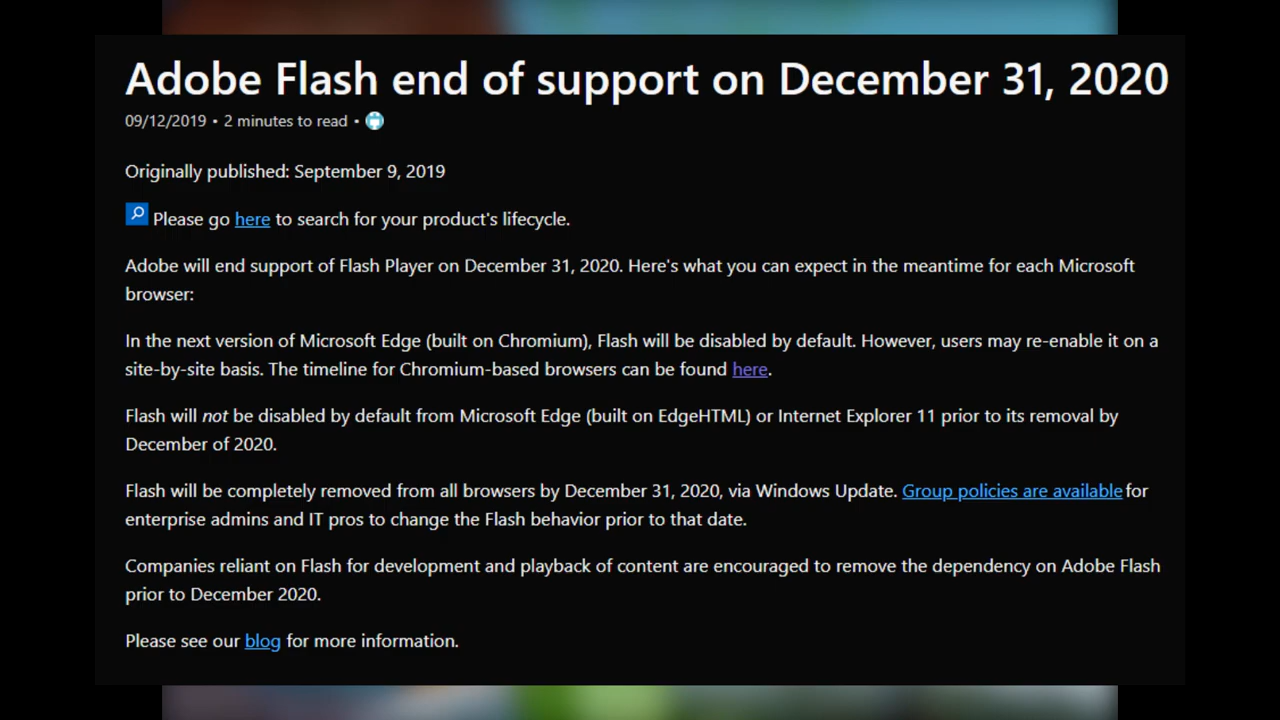 Adobe Flash end of support on December 31, 2020
09/12/2019 • 2 minutes to read •
Originally published: September 9, 2019
Please go here to search for your product's lifecycle.
Adobe will end support of Flash Player on December 31, 2020. Here's what you can expect in the meantime for each Microsoft
browser:
In the next version of Microsoft Edge (built on Chromium), Flash will be disabled by default. However, users may re-enable it on a
site-by-site basis. The timeline for Chromium-based browsers can be found here.
Flash will not be disabled by default from Microsoft Edge (built on EdgeHTML) or Internet Explorer 11 prior to its removal by
December of 2020.
Flash will be completely removed from all browsers by December 31, 2020, via Windows Update. Group policies are available for
enterprise admins and IT pros to change the Flash behavior prior to that date.
Companies reliant on Flash for development and playback of content are encouraged to remove the dependency on Adobe Flash
prior to December 2020.
Please see our blog for more information.